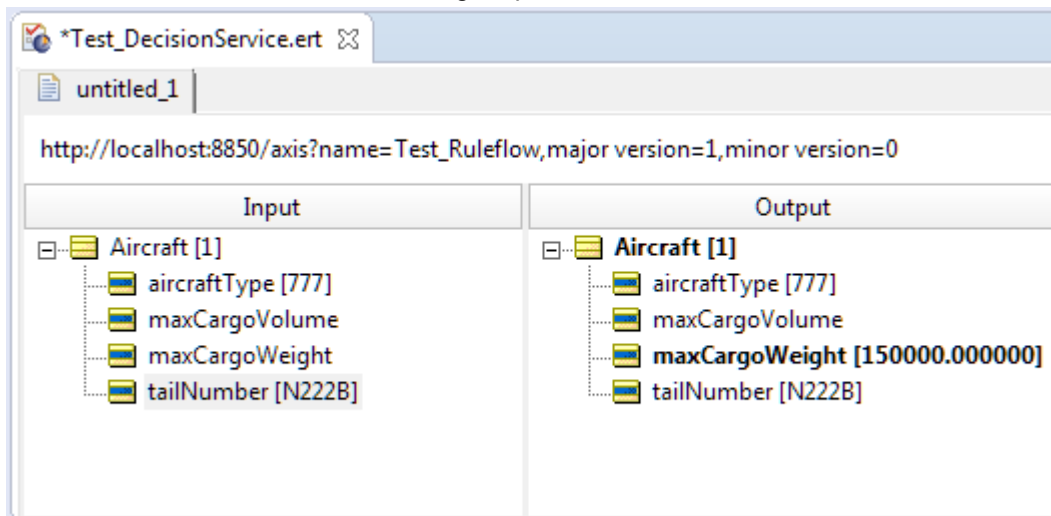 *Test_DecisionService.ert
untitled_1
http://localhost:8850/axis?name=Test_Ruleflow,major version=1,minor version=0
Input Output
Aircraft [1] Aircraft [1]
aircraftType [777] aircraftType [777]
maxCargoVolume maxCargoVolume
maxCargoWeight maxCargoWeight [150000.000000]
tailNumber [N222B] tailNumber [N222B]